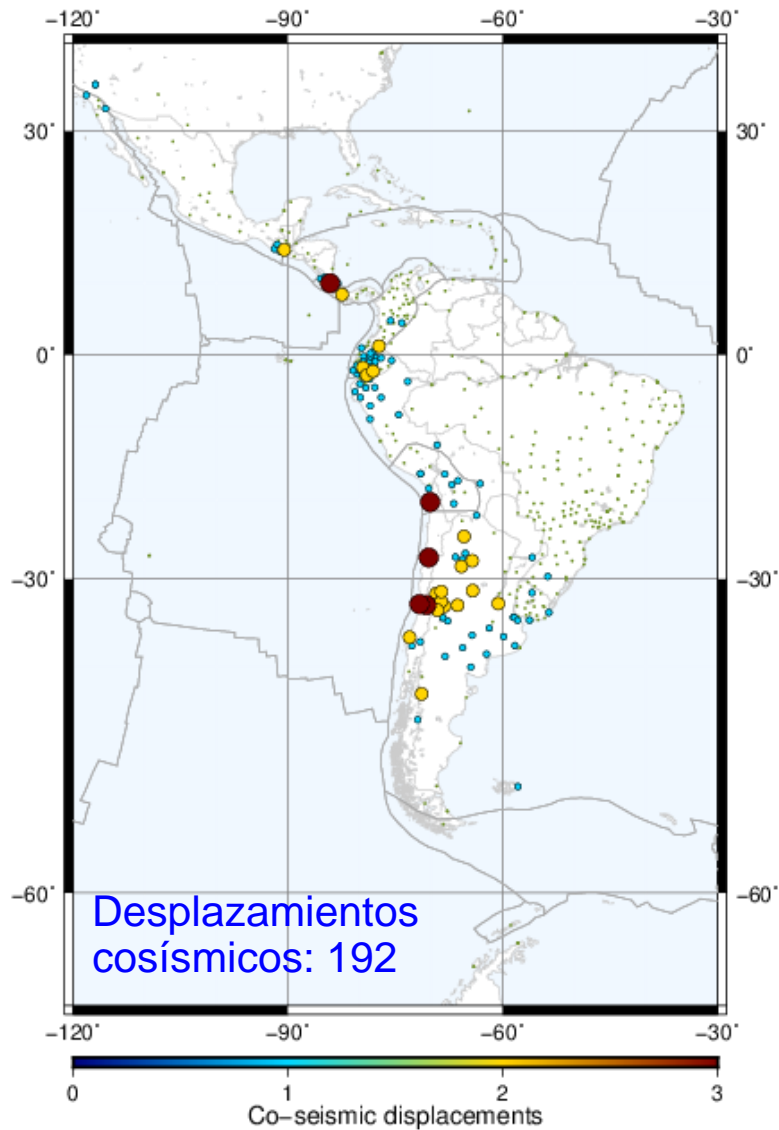 −120˚ −90˚ −60˚ −30˚
30˚ 30˚
0˚ 0˚
−30˚ −30˚
−60˚ −60˚
Desplazamientos
cosísmicos: 192
−120˚ −90˚ −60˚ −30˚
0 1 2 3
Co−seismic displacements